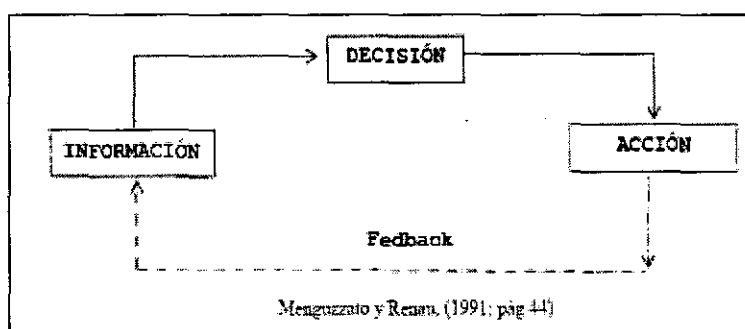 DECISIÓN
INFORMACIÓN
ACCIÓN
Fedback
Menguzzato y Renau, (1991; pág 44)